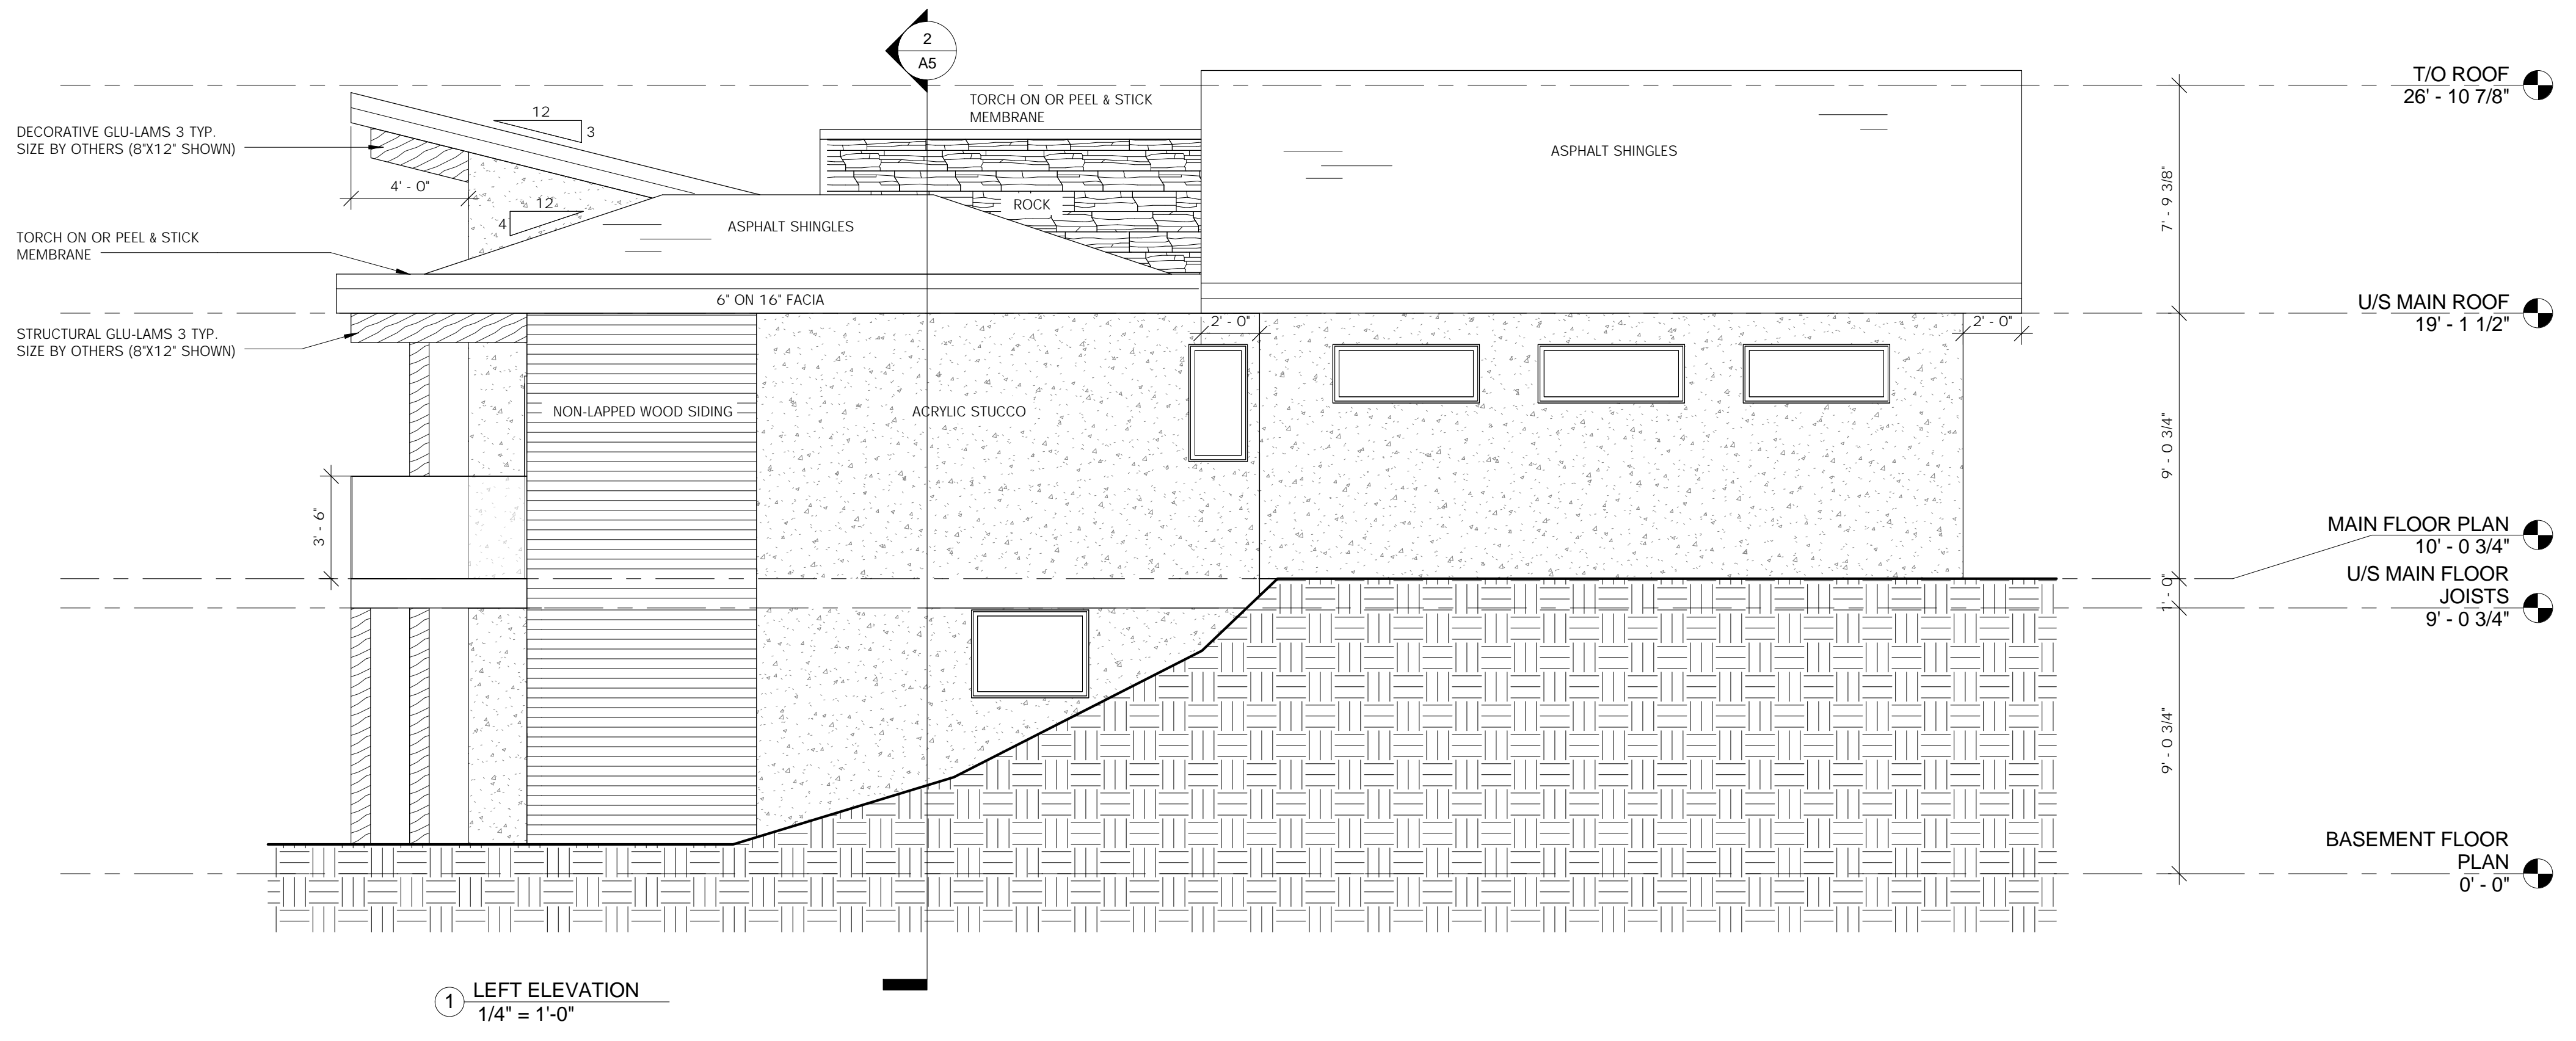 2
A5
T/O ROOF
26' - 10 7/8"
TORCH ON OR PEEL & STICK
MEMBRANE
12
3
DECORATIVE GLU-LAMS 3 TYP.
SIZE BY OTHERS (8"X12" SHOWN)
ASPHALT SHINGLES
4' - 0"
7' - 9 3/8"
12
4
ROCK
ASPHALT SHINGLES
TORCH ON OR PEEL & STICK
MEMBRANE
6" ON 16" FACIA
U/S MAIN ROOF
19' - 1 1/2"
2' - 0"
2' - 0"
STRUCTURAL GLU-LAMS 3 TYP.
SIZE BY OTHERS (8"X12" SHOWN)
NON-LAPPED WOOD SIDING
ACRYLIC STUCCO
9' - 0 3/4"
3' - 6"
MAIN FLOOR PLAN
10' - 0 3/4"
U/S MAIN FLOOR
JOISTS
9' - 0 3/4"
1' - 0"
9' - 0 3/4"
BASEMENT FLOOR
PLAN
0' - 0"
1
LEFT ELEVATION
1/4" = 1'-0"